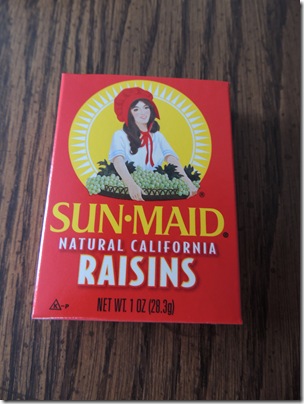 SUN•MAID®
NATURAL CALIFORNIA
RAISINS
NET WT. 1 OZ (28.3g)